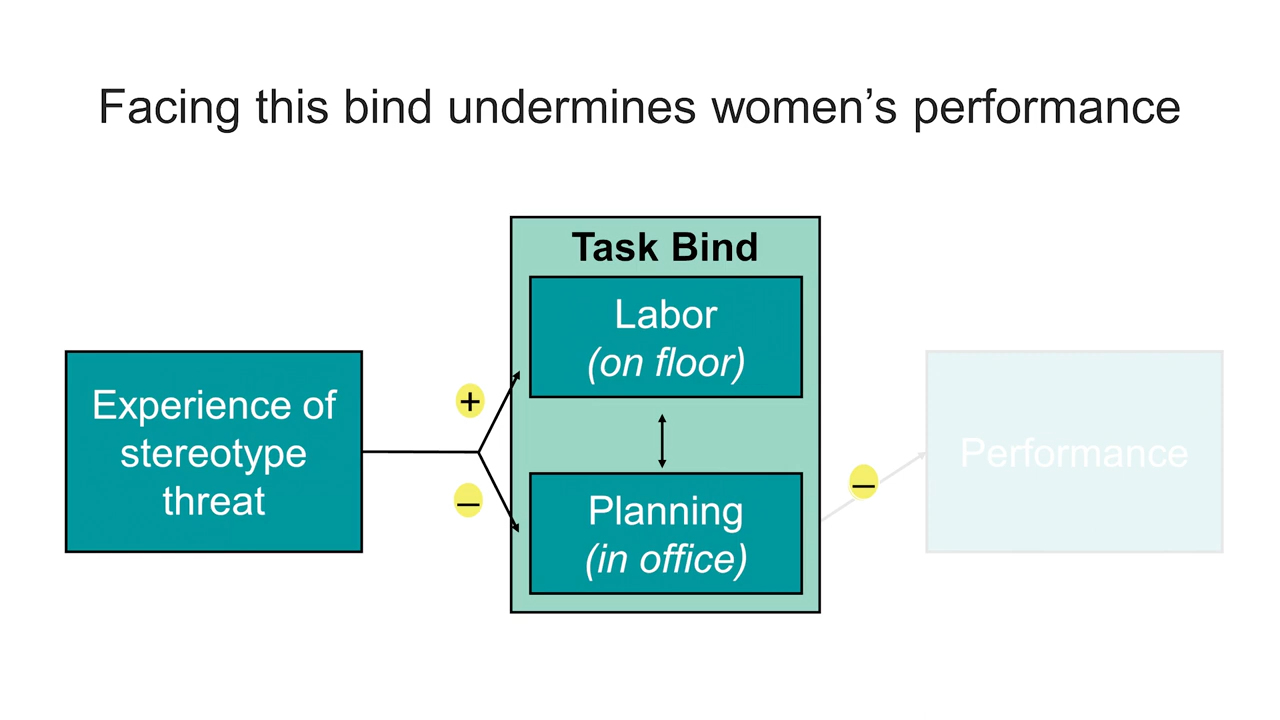 Facing this bind undermines women’s performance
Task Bind
Labor
(on floor)
Experience of
stereotype
threat
+
–
Planning
(in office)
–
Performance